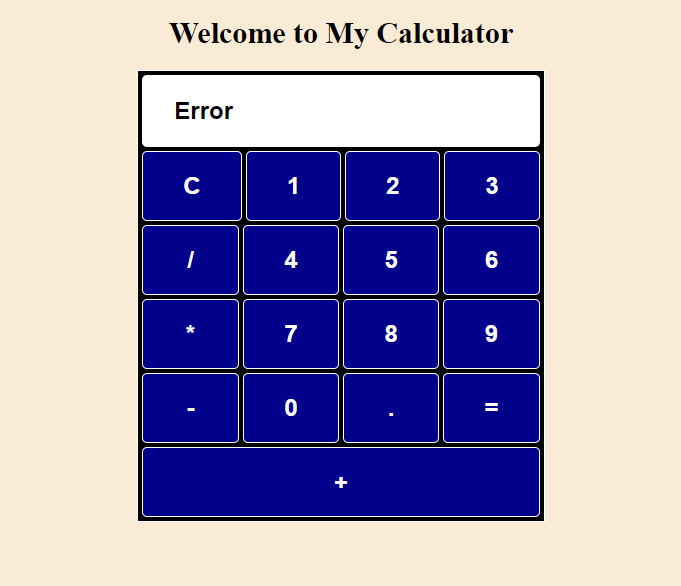 Welcome to My Calculator
Error
C 1 2 3
/ 4 5 6
* 7 8 9
- 0 . =
+